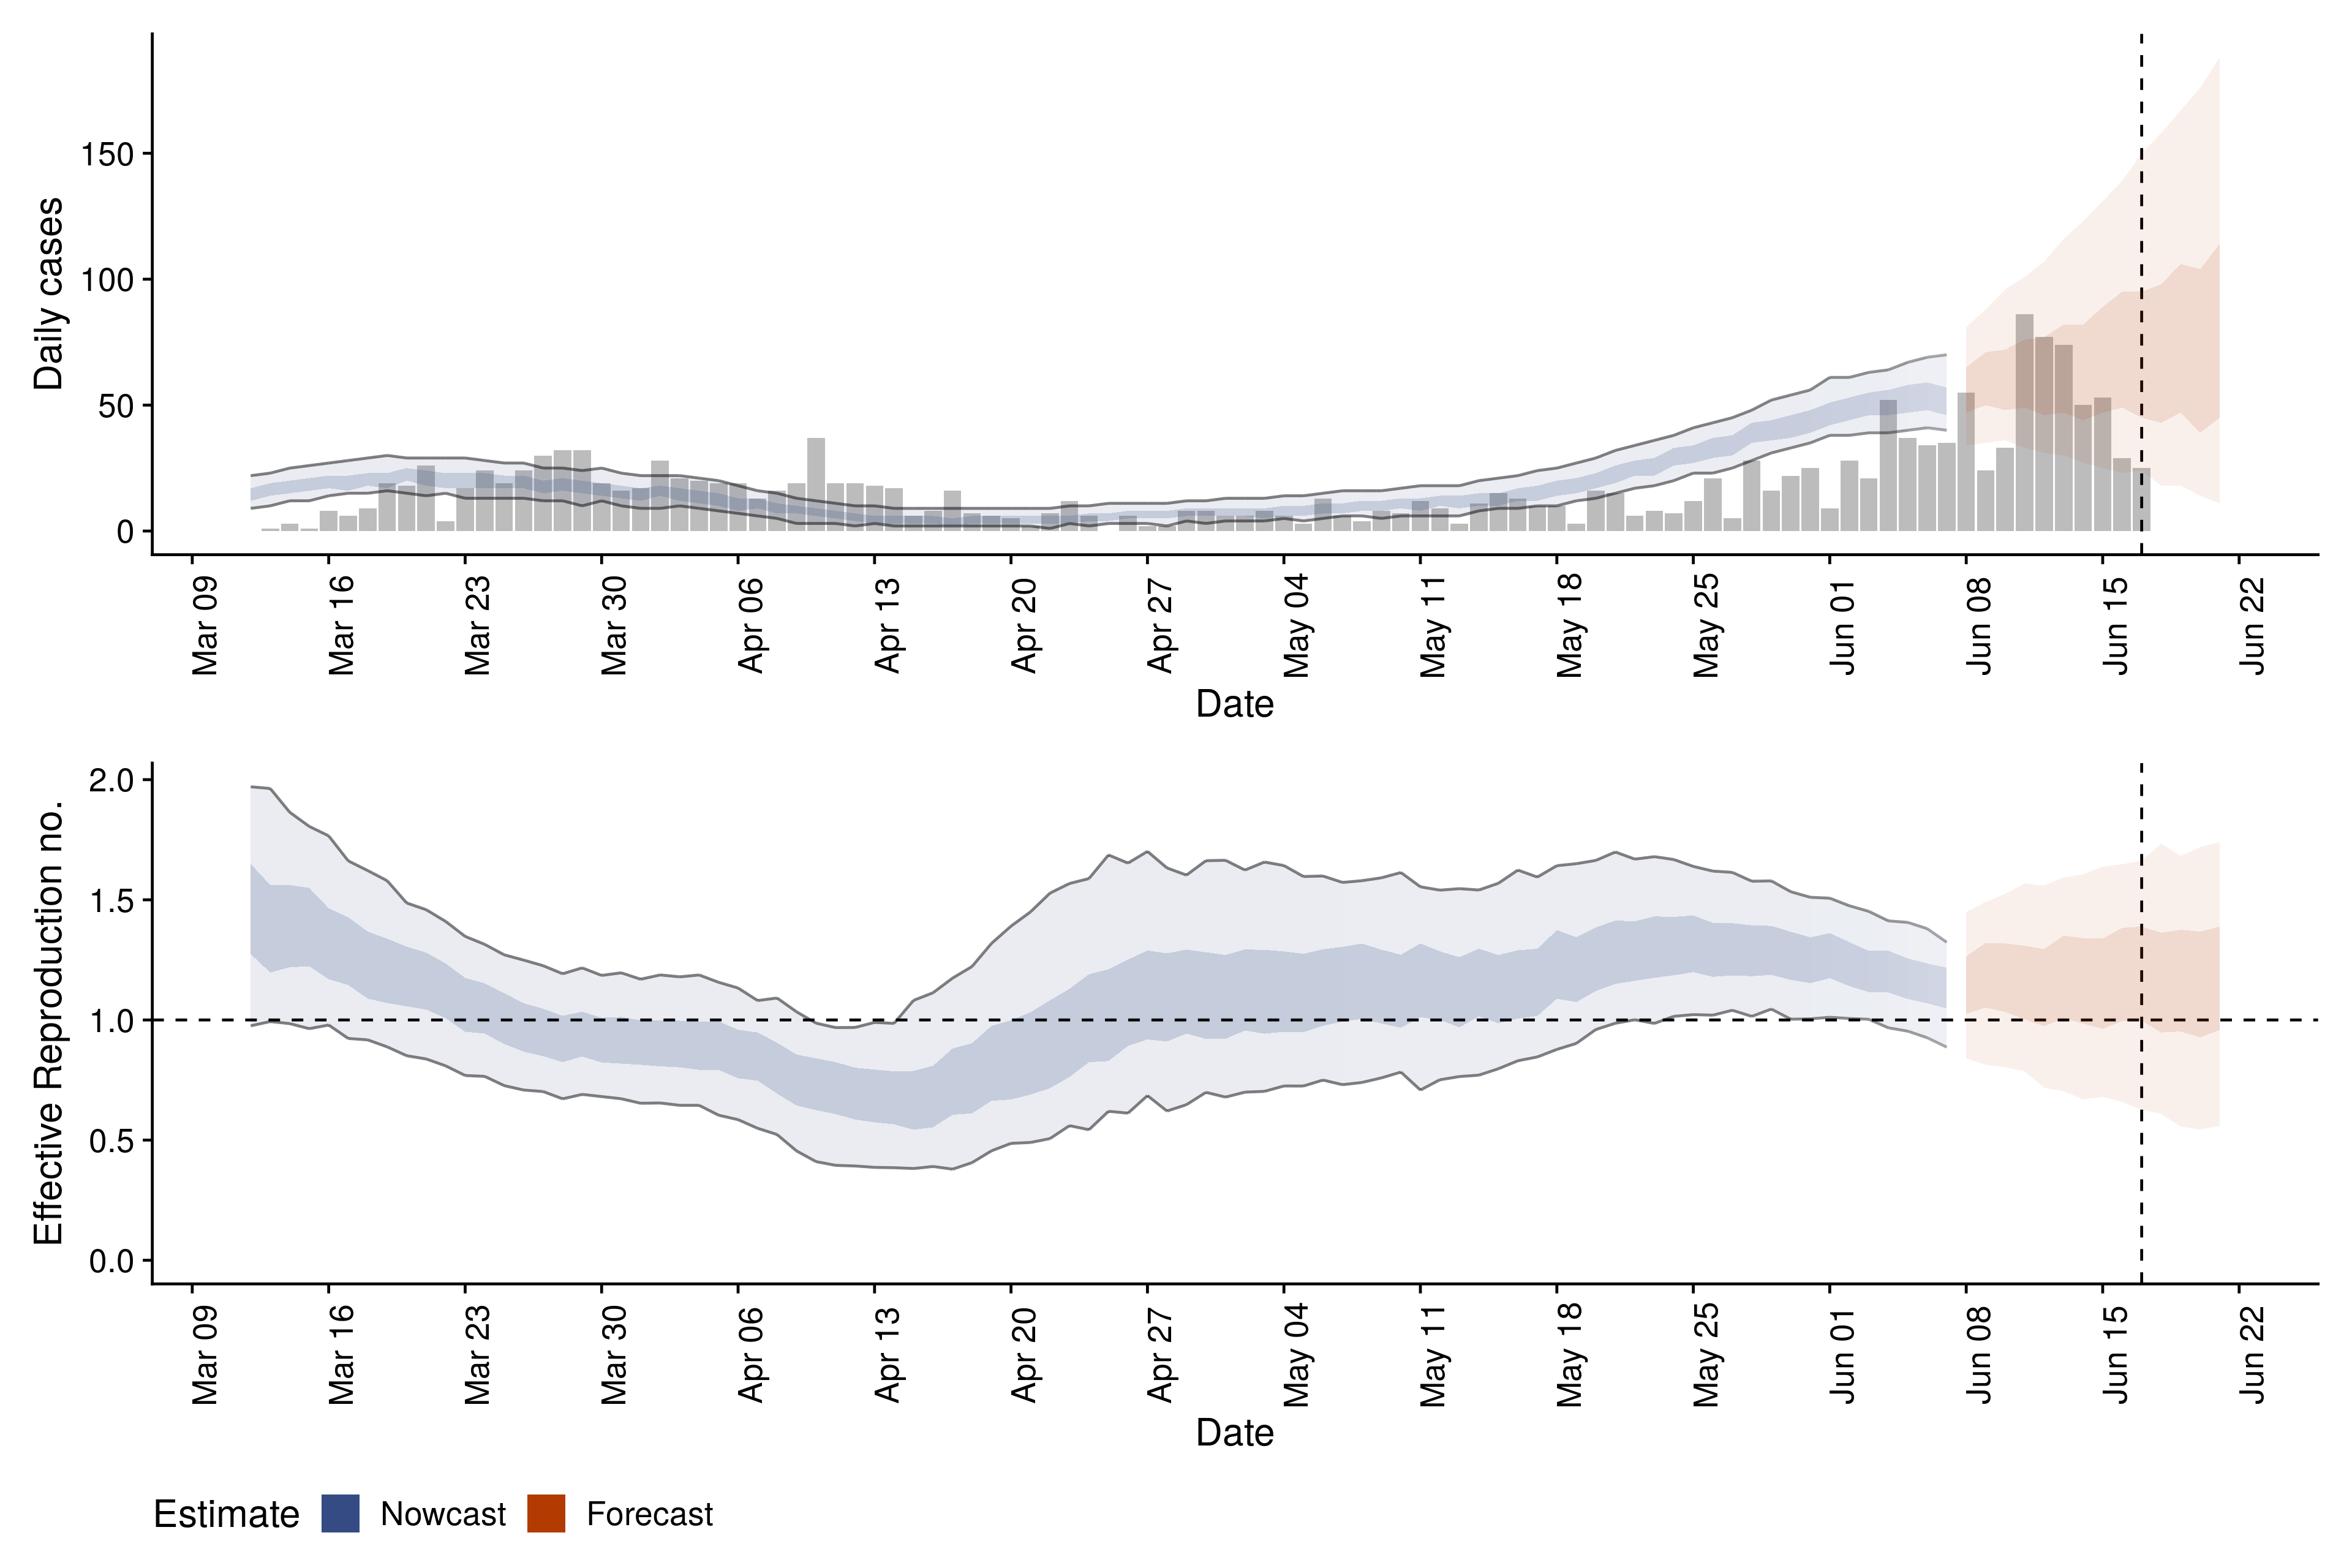 Daily cases
150
100
50
0
Mar 09
Mar 16
Mar 23
Mar 30
Apr 06
Apr 13
Apr 20
Apr 27
May 04
May 11
May 18
May 25
Jun 01
Jun 08
Jun 15
Jun 22
Date
Effective Reproduction no.
2.0
1.5
1.0
0.5
0.0
Mar 09
Mar 16
Mar 23
Mar 30
Apr 06
Apr 13
Apr 20
Apr 27
May 04
May 11
May 18
May 25
Jun 01
Jun 08
Jun 15
Jun 22
Date
Estimate Nowcast Forecast